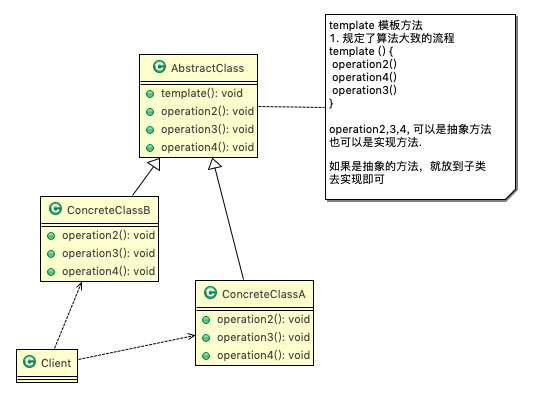 AbstractClass
template(): void
operation2(): void
operation3(): void
operation4(): void
template 模板方法
1. 规定了算法大致的流程
template () {
operation2()
operation4()
operation3()
}
operation2,3,4, 可以是抽象方法
也可以是实现方法.
如果是抽象的方法，就放到子类
去实现即可
ConcreteClassB
operation2(): void
operation3(): void
operation4(): void
ConcreteClassA
operation2(): void
operation3(): void
operation4(): void
Client